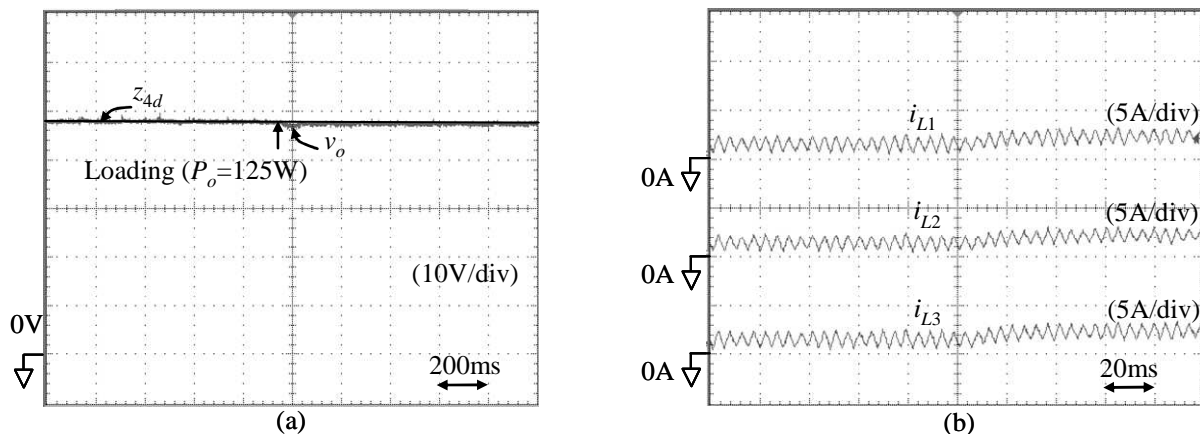 z4d
vo
Loading (Po=125W)
(10V/div)
0V
200ms
(a)
iL1
(5A/div)
0A
iL2
(5A/div)
0A
iL3
(5A/div)
0A
20ms
(b)